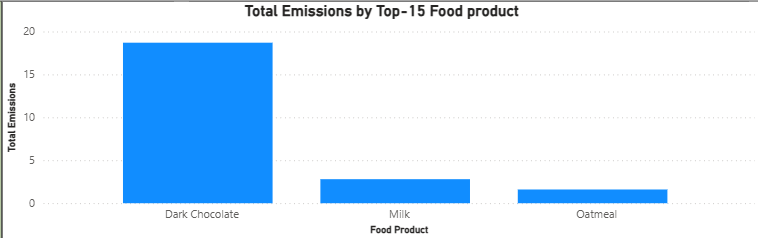 Total Emissions by Top-15 Food product
Total Emissions
20
15
10
5
0
Dark Chocolate Milk Oatmeal
Food Product